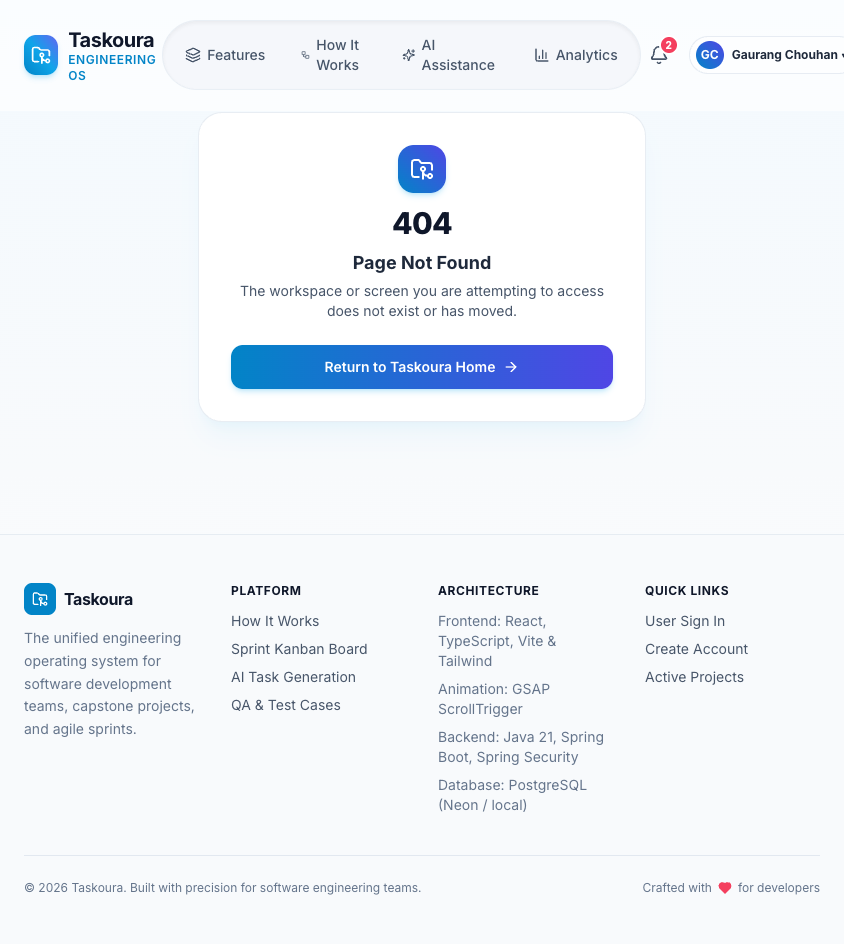 Taskoura
ENGINEERING
OS
Features
How It
Works
AI
Assistance
Analytics
2
GC
Gaurang Chouhan
404
Page Not Found
The workspace or screen you are attempting to access
does not exist or has moved.
Return to Taskoura Home
Taskoura
The unified engineering
operating system for
software development
teams, capstone projects,
and agile sprints.
PLATFORM
How It Works
Sprint Kanban Board
AI Task Generation
QA & Test Cases
ARCHITECTURE
Frontend: React,
TypeScript, Vite &
Tailwind
Animation: GSAP
ScrollTrigger
Backend: Java 21, Spring
Boot, Spring Security
Database: PostgreSQL
(Neon / local)
QUICK LINKS
User Sign In
Create Account
Active Projects
© 2026 Taskoura. Built with precision for software engineering teams.
Crafted with for developers